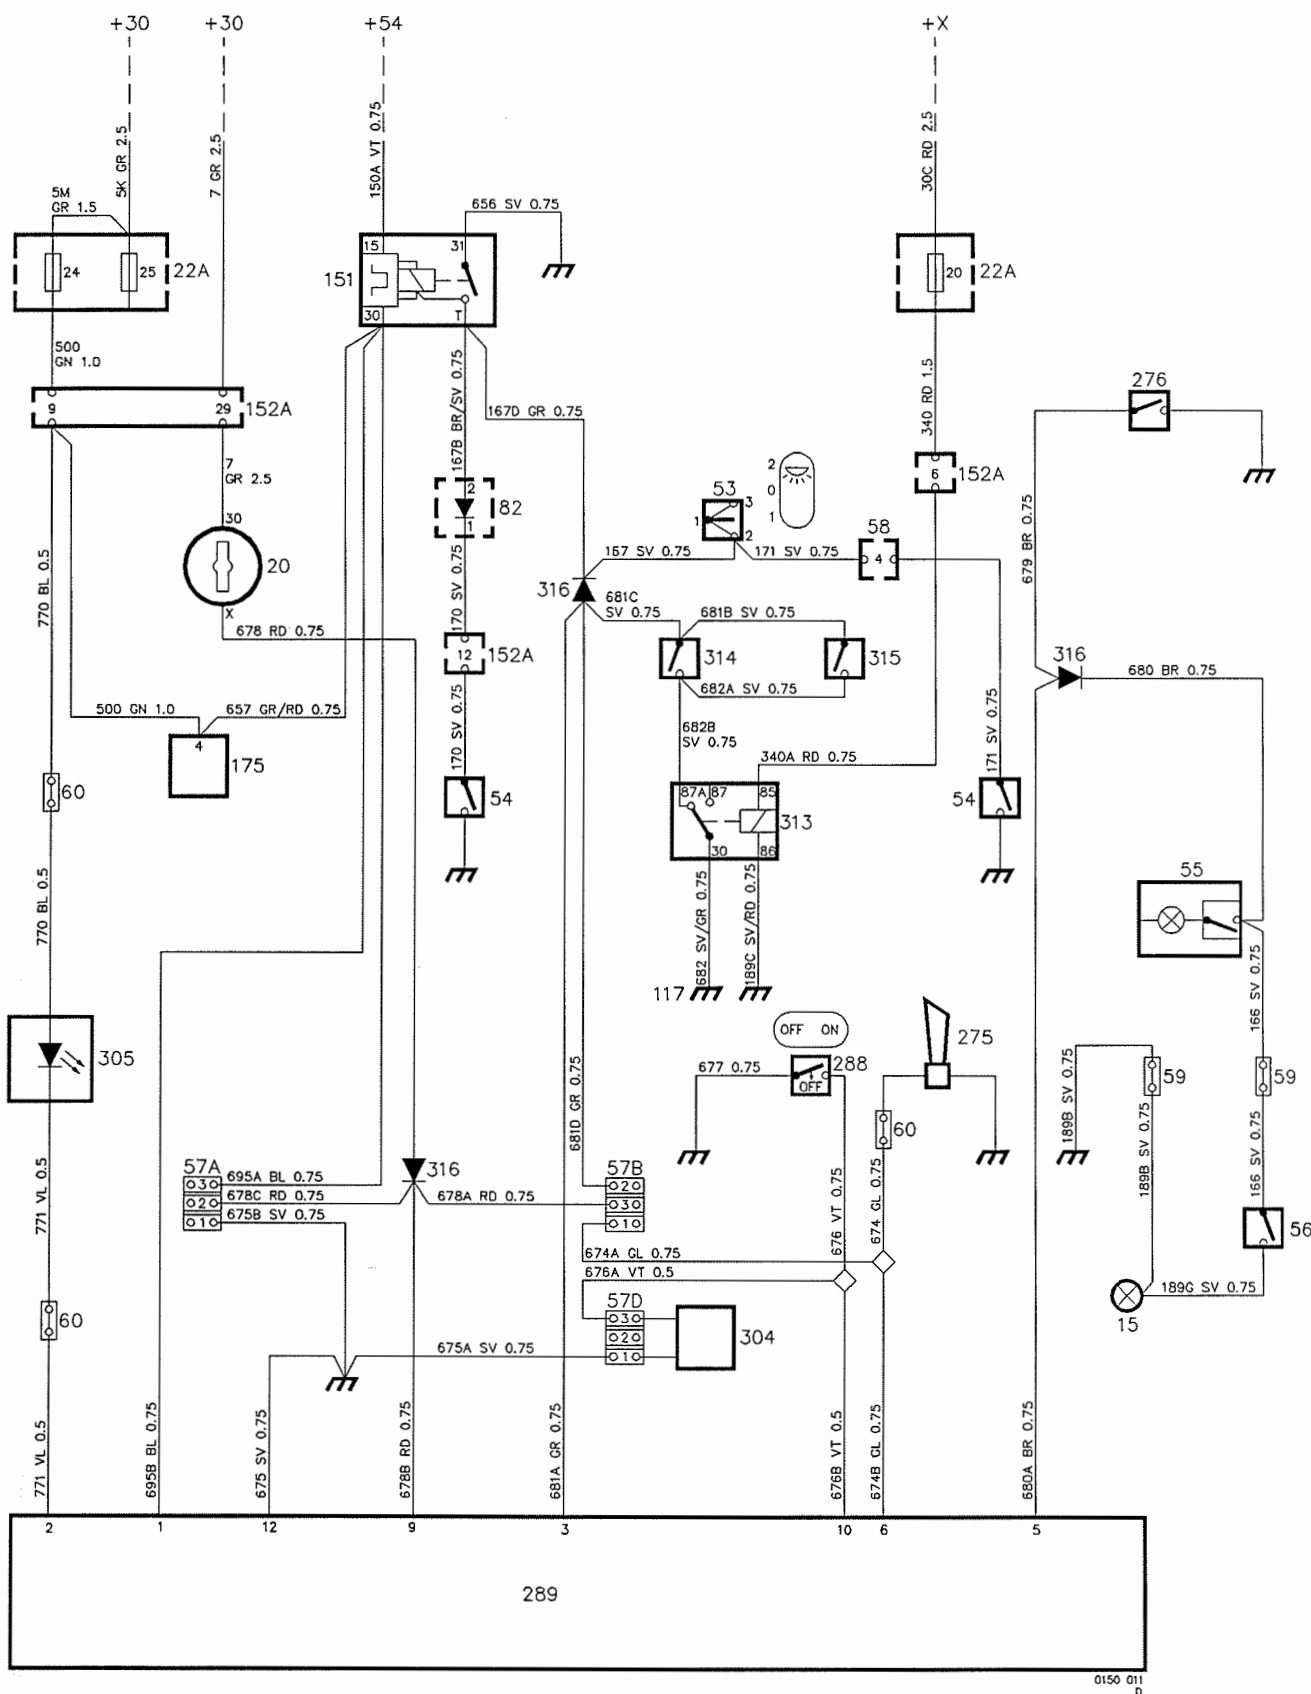 +30
+30
+54
+X
5K GR 2.5
7 GR 2.5
150A VT 0.75
30C RD 2.5
5M
GR 1.5
656 SV 0.75
24
25
22A
151
15
31
30
T
20
22A
500
GN 1.0
9
29
152A
167B BR/SV 0.75
167D GR 0.75
340 RD 1.5
276
7
GR 2.5
2
1
82
53
1
3
2
2
0
1
6
152A
30
20
X
770 BL 0.5
170 SV 0.75
316
167 SV 0.75
171 SV 0.75
58
4
679 BR 0.75
678 RD 0.75
681C
SV 0.75
681B SV 0.75
12
152A
314
315
682A SV 0.75
316
680 BR 0.75
500 GN 1.0
657 GR/RD 0.75
4
175
170 SV 0.75
682B
SV 0.75
340A RD 0.75
171 SV 0.75
60
54
87A
87
85
30
86
313
54
770 BL 0.5
682 SV/GR 0.75
189C SV/RD 0.75
117
55
166 SV 0.75
305
OFF ON
288
OFF
677 0.75
275
60
189B SV 0.75
59
59
681D GR 0.75
771 VL 0.5
57A
3
2
1
695A BL 0.75
678C RD 0.75
675B SV 0.75
316
678A RD 0.75
57B
2
3
1
676 VT 0.75
674 GL 0.75
189B SV 0.75
166 SV 0.75
56
674A GL 0.75
676A VT 0.5
60
57D
3
2
1
304
189G SV 0.75
15
675A SV 0.75
771 VL 0.5
695B BL 0.75
675 SV 0.75
678B RD 0.75
681A GR 0.75
676B VT 0.5
674B GL 0.75
680A BR 0.75
2
1
12
9
3
10
6
5
289
0150 011
D